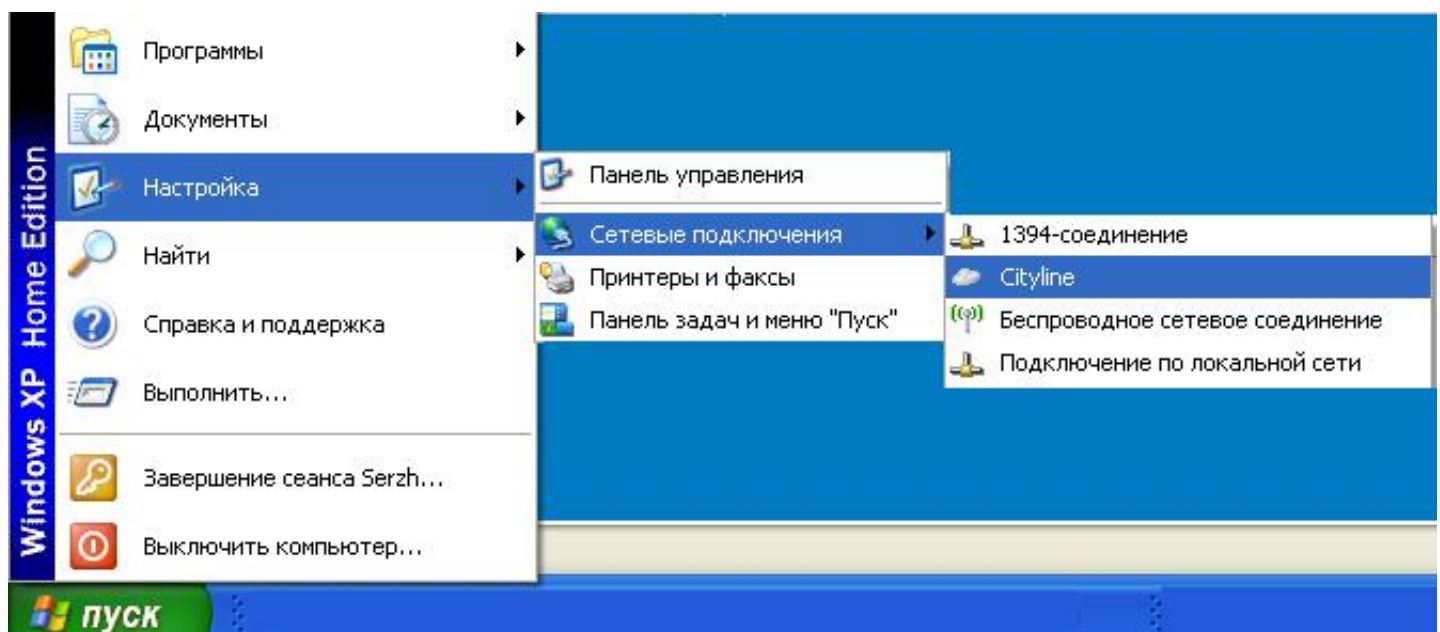 Windows XP Home Edition
Программы
Документы
Настройка
Найти
Справка и поддержка
Выполнить...
Завершение сеанса Serzh...
Выключить компьютер...
Панель управления
Сетевые подключения
Принтеры и факсы
Панель задач и меню "Пуск"
1394-соединение
Cityline
Беспроводное сетевое соединение
Подключение по локальной сети
пуск